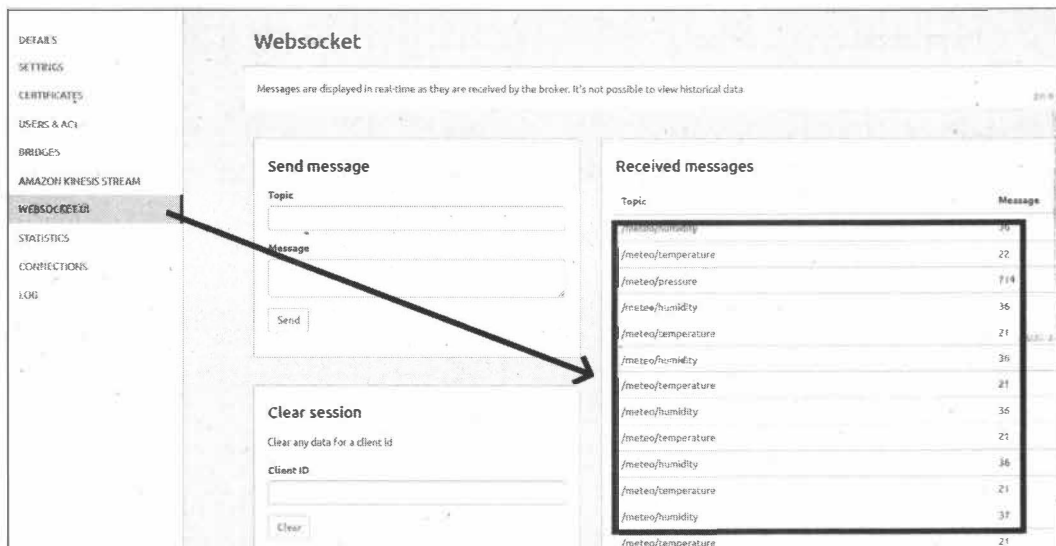 DETAILS
SETTINGS
CERTIFICATES
USERS & ACL
BRIDGES
AMAZON KINESIS STREAM
WEBSOCKET UI
STATISTICS
CONNECTIONS
LOG
Websocket
Messages are displayed in real-time as they are received by the broker. It's not possible to view historical data
Send message
Topic
Message
Send
Clear session
Clear any data for a client id
Client ID
Clear
Received messages
Topic Message
/meteo/humidity 36
/meteo/temperature 22
/meteo/pressure 714
/meteo/humidity 36
/meteo/temperature 21
/meteo/humidity 36
/meteo/temperature 21
/meteo/humidity 36
/meteo/temperature 21
/meteo/humidity 36
/meteo/temperature 21
/meteo/humidity 37
/meteo/temperature 21